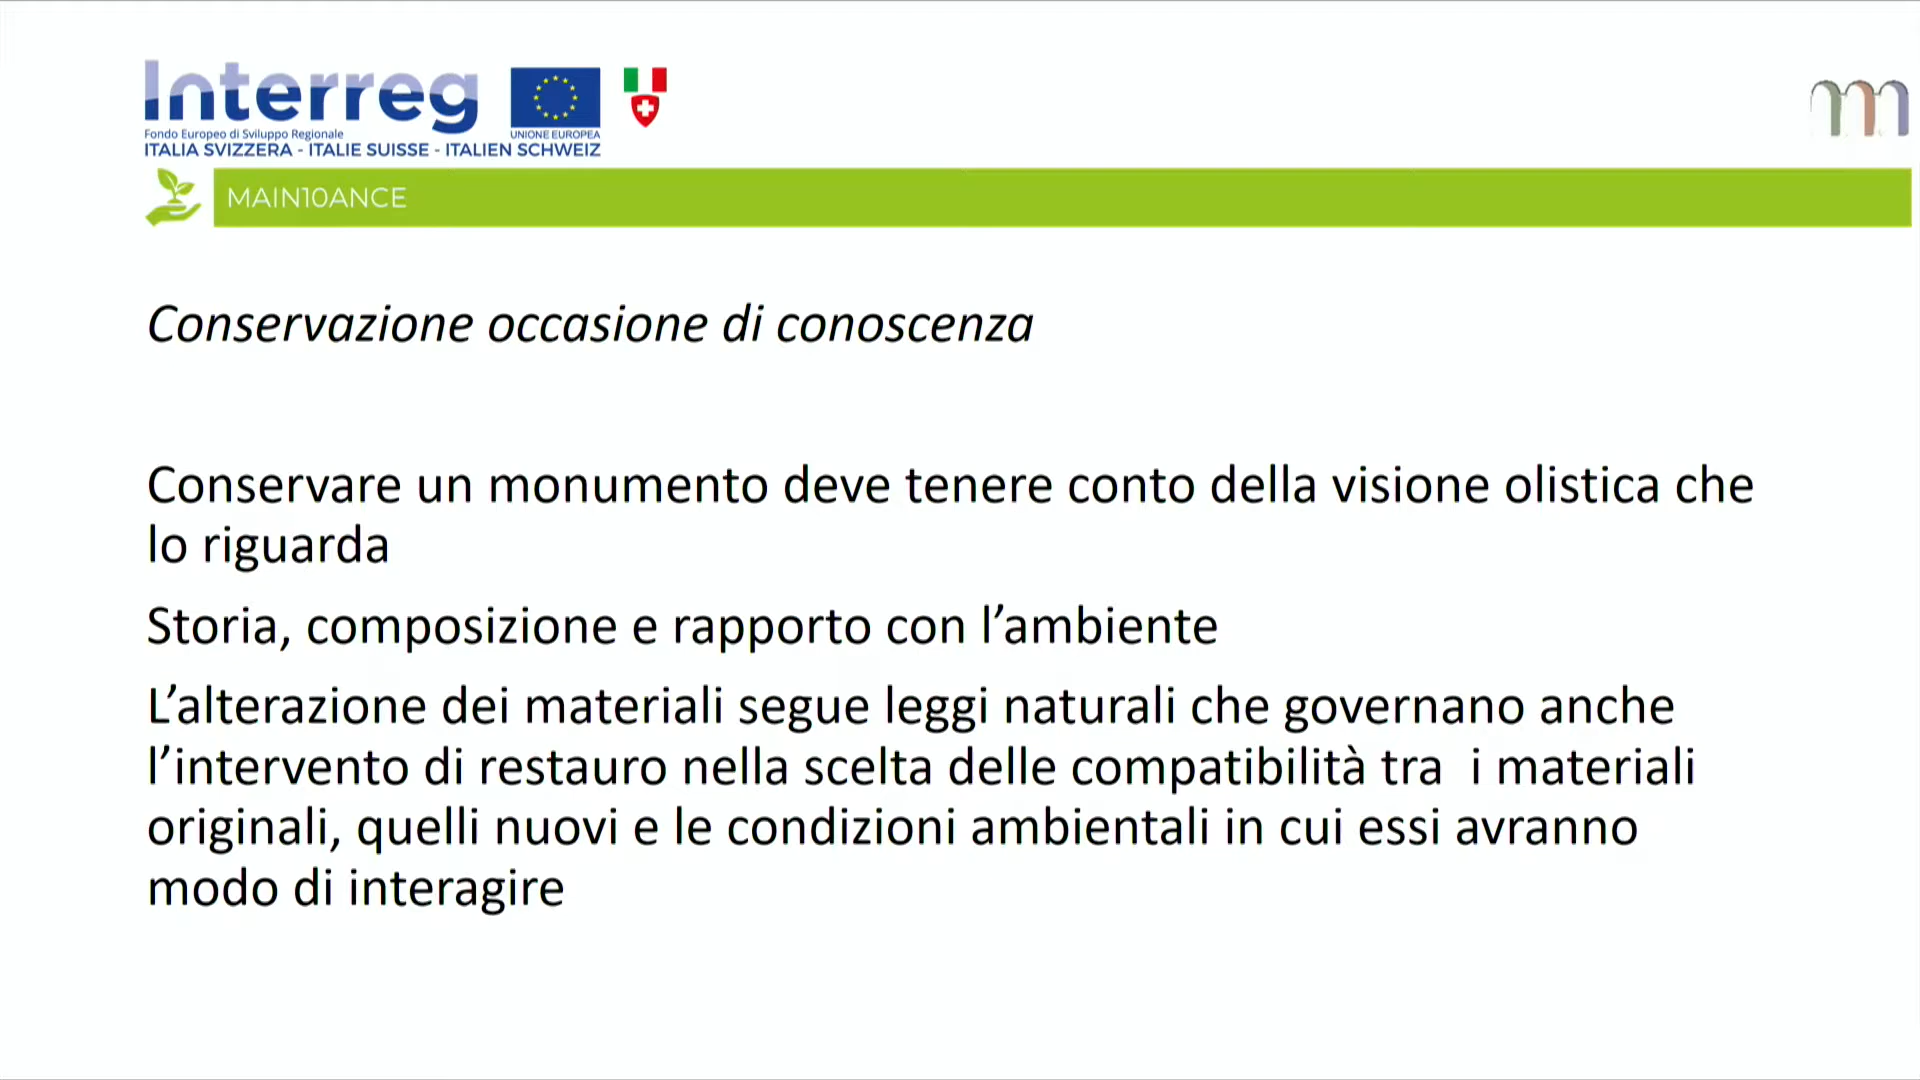 Interreg
Fondo Europeo di Sviluppo Regionale
UNIONE EUROPEA
ITALIA SVIZZERA - ITALIE SUISSE - ITALIEN SCHWEIZ
MAIN10ANCE
Conservazione occasione di conoscenza
Conservare un monumento deve tenere conto della visione olistica che
lo riguarda
Storia, composizione e rapporto con l’ambiente
L’alterazione dei materiali segue leggi naturali che governano anche
l’intervento di restauro nella scelta delle compatibilità tra  i materiali
originali, quelli nuovi e le condizioni ambientali in cui essi avranno
modo di interagire